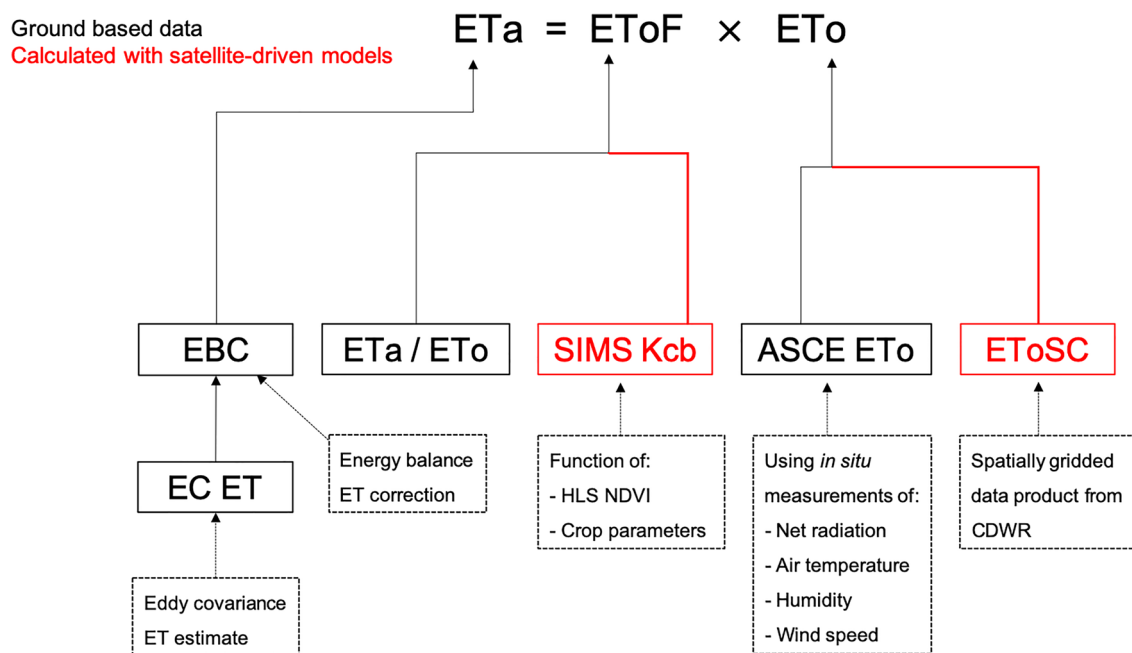 Ground based data
Calculated with satellite-driven models
ETa = EToF × ETo
EBC
ETa / ETo
SIMS Kcb
ASCE ETo
EToSC
EC ET
Energy balance
ET correction
Eddy covariance
ET estimate
Function of:
- HLS NDVI
- Crop parameters
Using in situ
measurements of:
- Net radiation
- Air temperature
- Humidity
- Wind speed
Spatially gridded
data product from
CDWR